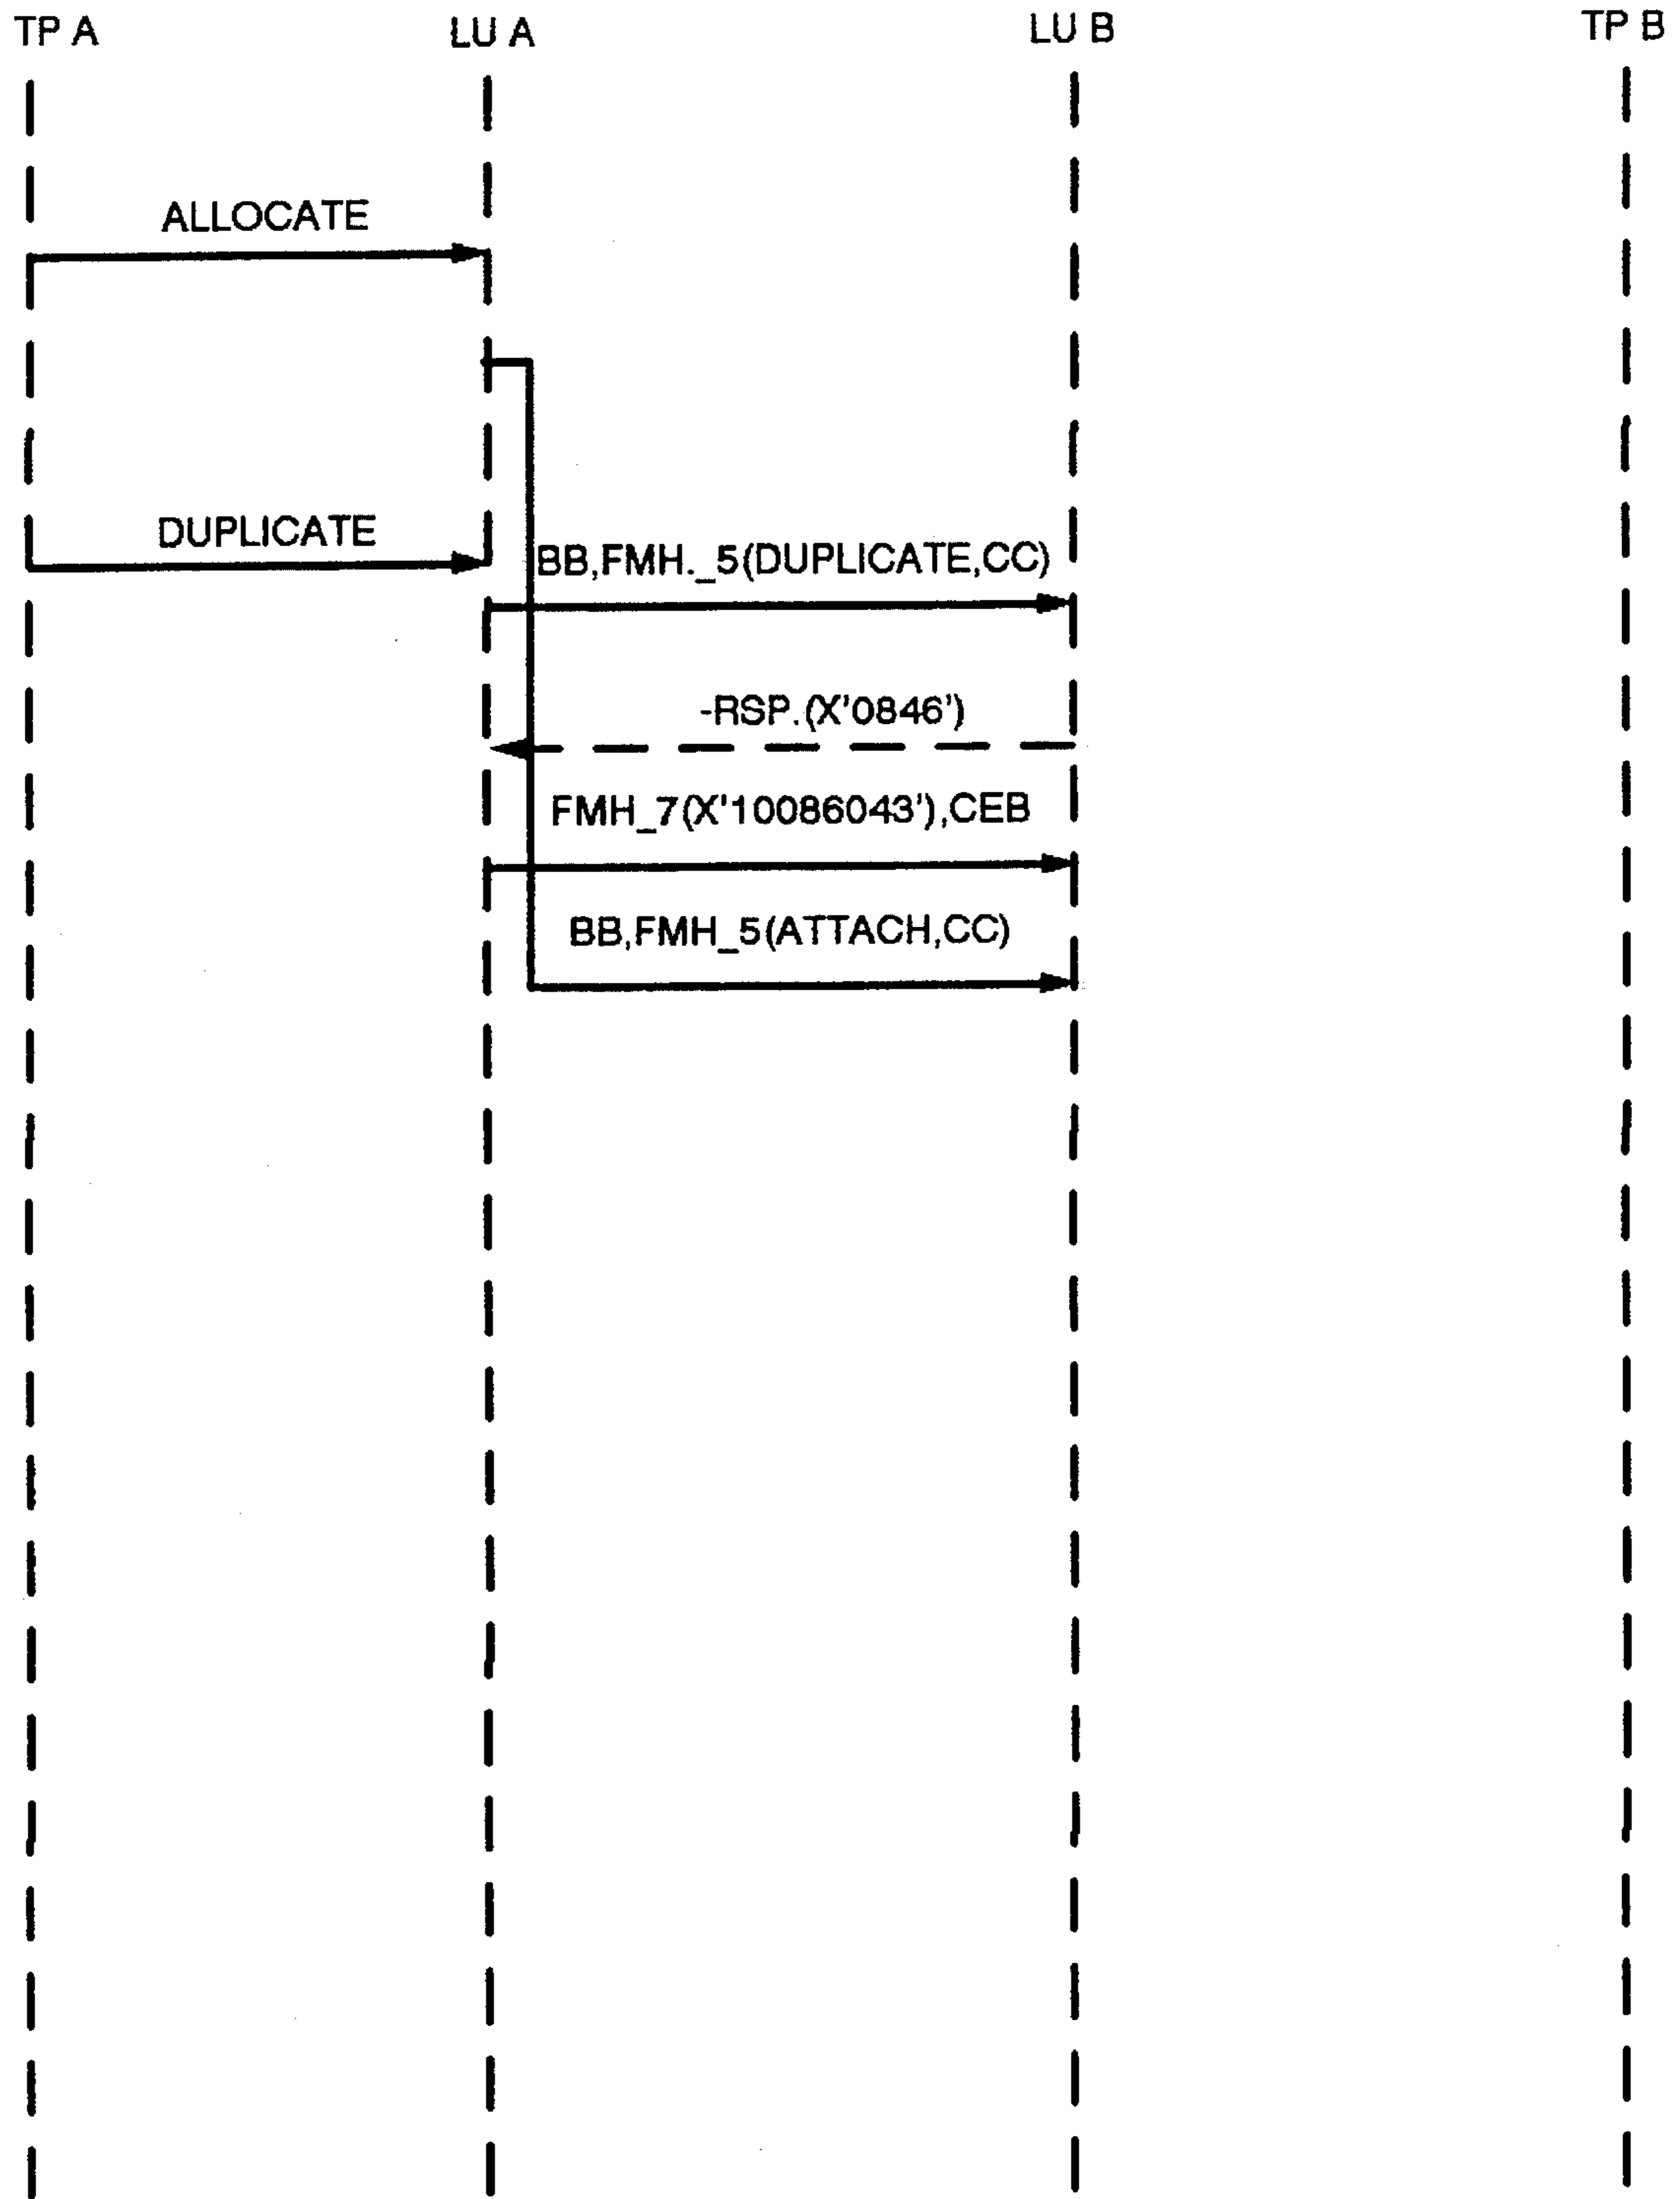 TP A LU A LU B TP B
ALLOCATE
DUPLICATE
BB,FMH._5(DUPLICATE,CC)
-RSP.(X'0846')
FMH_7(X'10086043'),CEB
BB,FMH_5(ATTACH,CC)